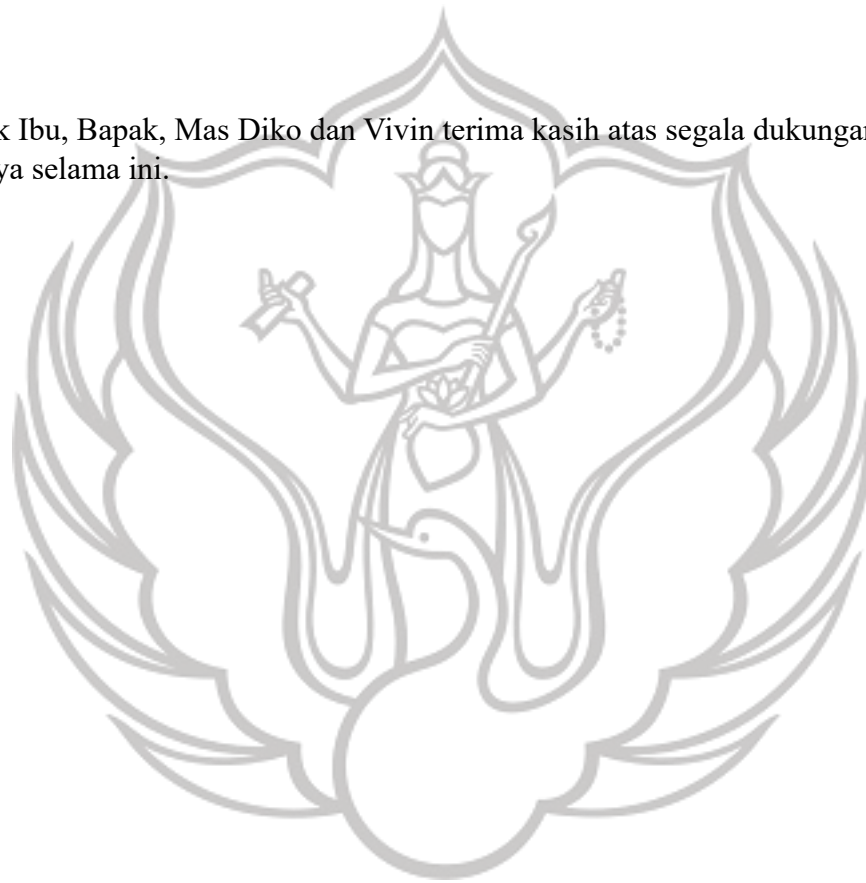 k Ibu, Bapak, Mas Diko dan Vivin terima kasih atas segala dukungan
ya selama ini.